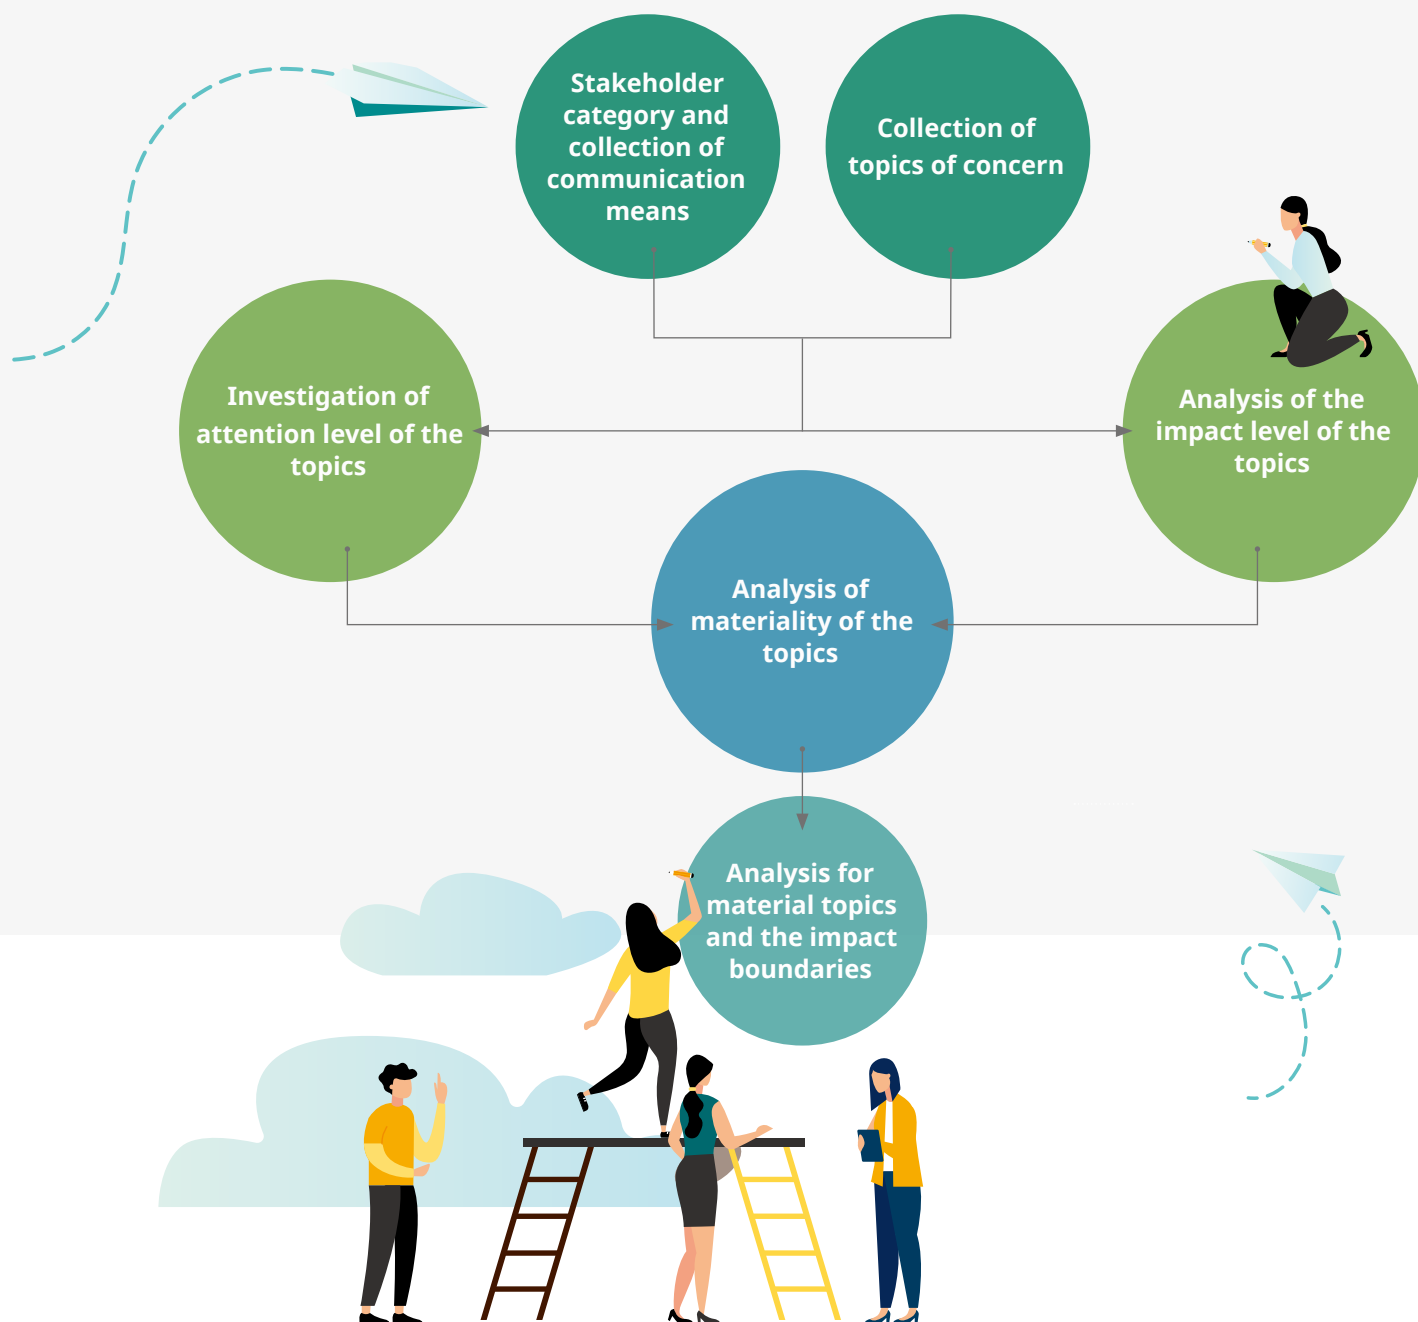 Stakeholder
category and
collection of
communication
means
Collection of
topics of concern
Investigation of
attention level of the
topics
Analysis of the
impact level of the
topics
Analysis of
materiality of the
topics
Analysis for
material topics
and the impact
boundaries